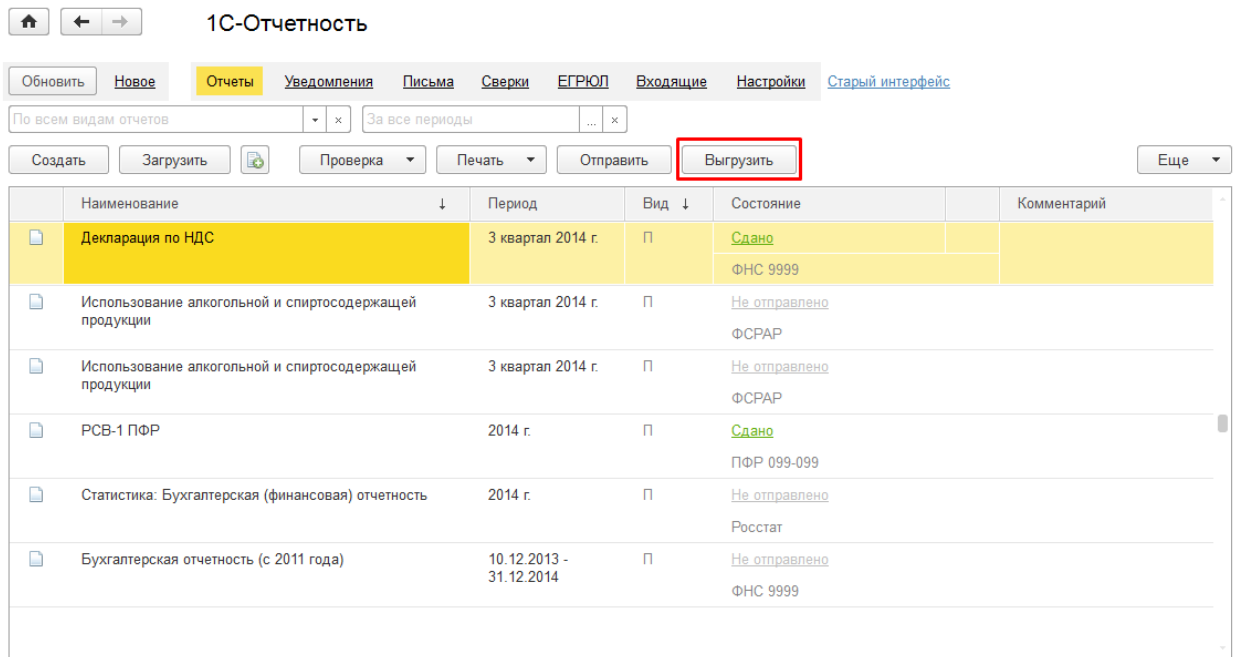 1С-Отчетность
Обновить Новое Отчеты Уведомления Письма Сверки ЕГРЮЛ Входящие Настройки Старый интерфейс
По всем видам отчетов За все периоды ...
Создать Загрузить Проверка Печать Отправить Выгрузить Еще
Наименование Период Вид Состояние Комментарий
Декларация по НДС 3 квартал 2014 г. П Сдано
ФНС 9999
Использование алкогольной и спиртосодержащей 3 квартал 2014 г. П Не отправлено
продукции
ФСРАР
Использование алкогольной и спиртосодержащей 3 квартал 2014 г. П Не отправлено
продукции
ФСРАР
РСВ-1 ПФР 2014 г. П Сдано
ПФР 099-099
Статистика: Бухгалтерская (финансовая) отчетность 2014 г. П Не отправлено
Росстат
Бухгалтерская отчетность (с 2011 года) 10.12.2013 - П Не отправлено
31.12.2014
ФНС 9999